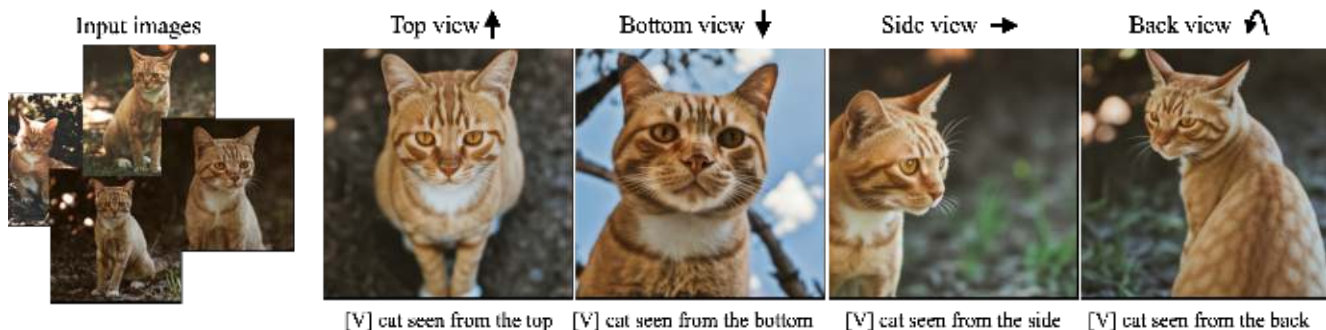 Input images
Top view
Bottom view
Side view
Back view
[V] cat seen from the top
[V] cat seen from the bottom
[V] cat seen from the side
[V] cat seen from the back